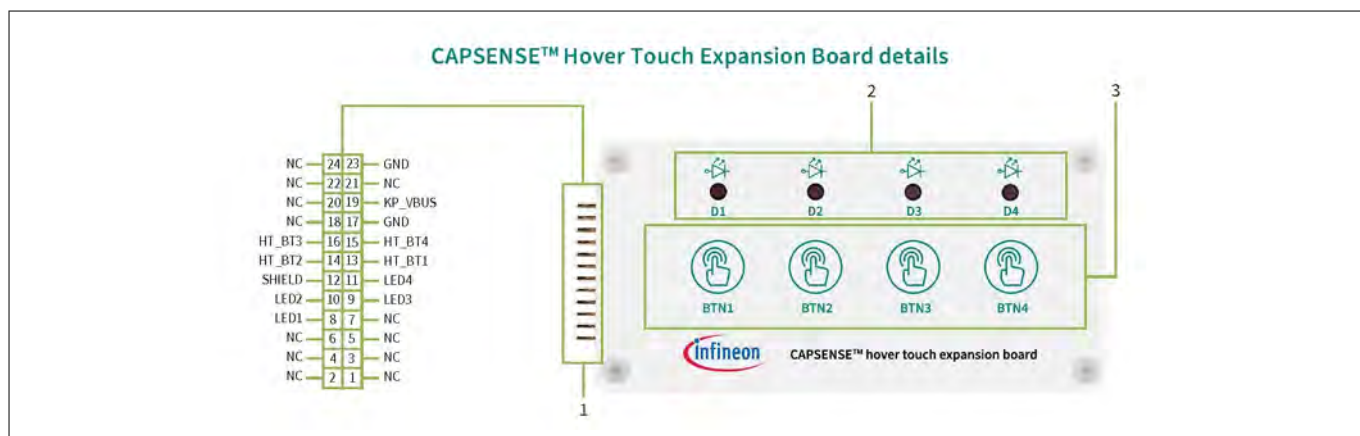 CAPSENSE™ Hover Touch Expansion Board details
2
3
NC 24 23 GND
NC 22 21 NC
NC 20 19 KP_VBUS
NC 18 17 GND
HT_BT3 16 15 HT_BT4
HT_BT2 14 13 HT_BT1
SHIELD 12 11 LED4
LED2 10 9 LED3
LED1 8 7 NC
NC 6 5 NC
NC 4 3 NC
NC 2 1 NC
D1 D2 D3 D4
BTN1 BTN2 BTN3 BTN4
infineon CAPSENSE™ hover touch expansion board
1